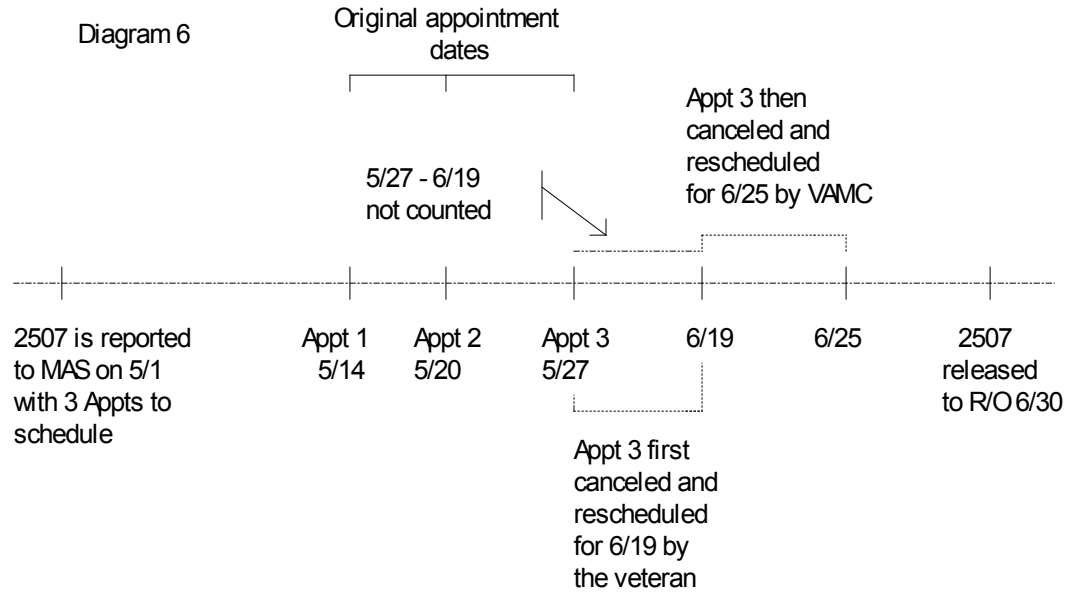 Diagram 6
Original appointment
dates
Appt 3 then
canceled and
rescheduled
for 6/25 by VAMC
5/27 - 6/19
not counted
2507 is reported
to MAS on 5/1
with 3 Appts to
schedule
Appt 1
5/14
Appt 2
5/20
Appt 3
5/27
6/19
6/25
2507
released
to R/O 6/30
Appt 3 first
canceled and
rescheduled
for 6/19 by
the veteran